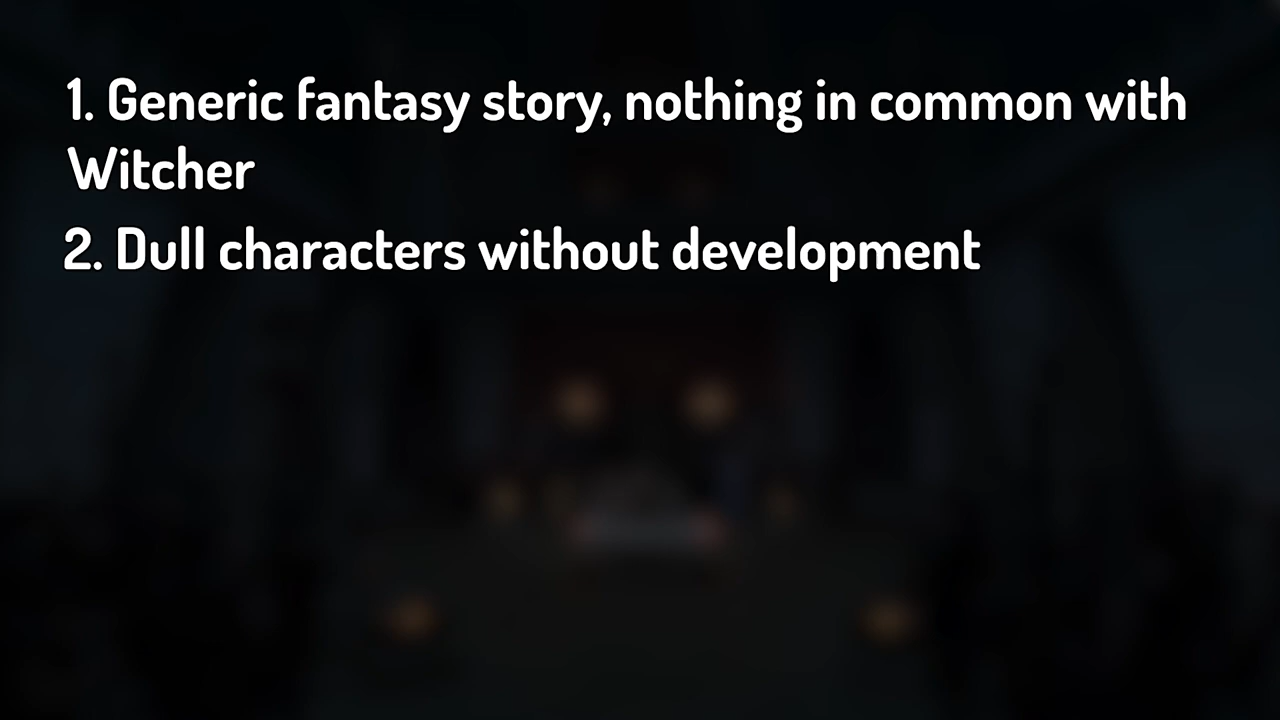 1. Generic fantasy story, nothing in common with
Witcher
2. Dull characters without development